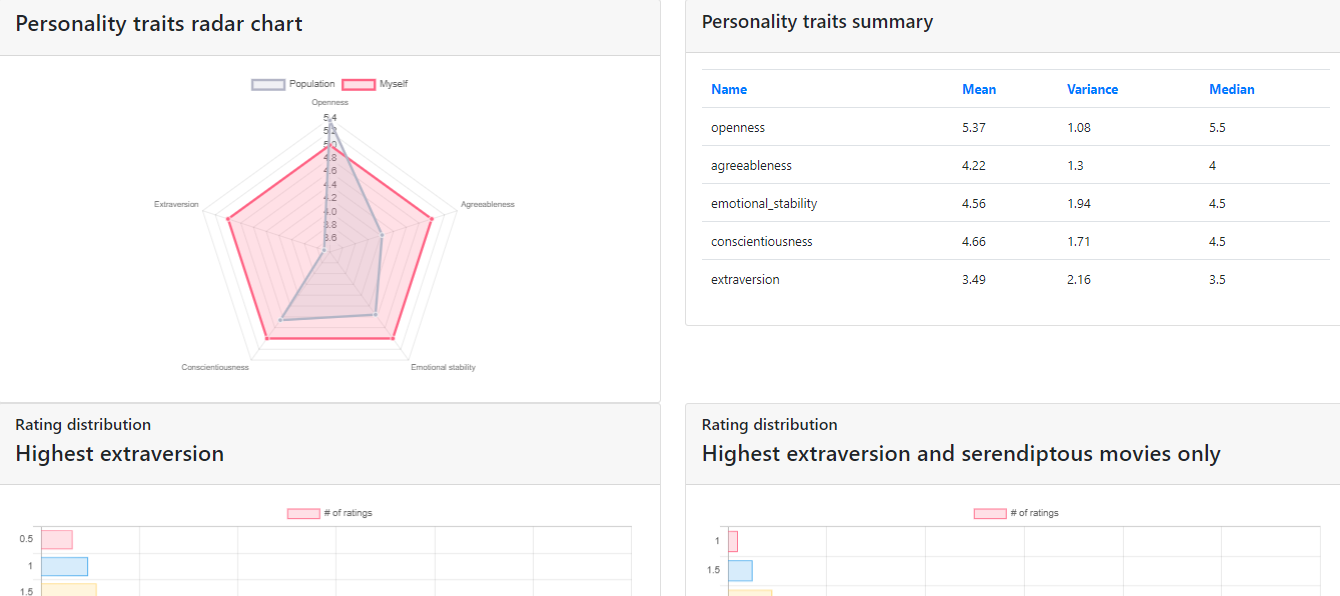 Personality traits radar chart
Population Myself
Openness
5.4
5.2
5.0
4.8
4.6
4.4
4.2
4.0
3.8
3.6
Extraversion
Agreeableness
Conscientiousness
Emotional stability
Personality traits summary
Name Mean Variance Median
openness 5.37 1.08 5.5
agreeableness 4.22 1.3 4
emotional_stability 4.56 1.94 4.5
conscientiousness 4.66 1.71 4.5
extraversion 3.49 2.16 3.5
Rating distribution
Highest extraversion
# of ratings
0.5
1
1.5
Rating distribution
Highest extraversion and serendiptous movies only
# of ratings
1
1.5